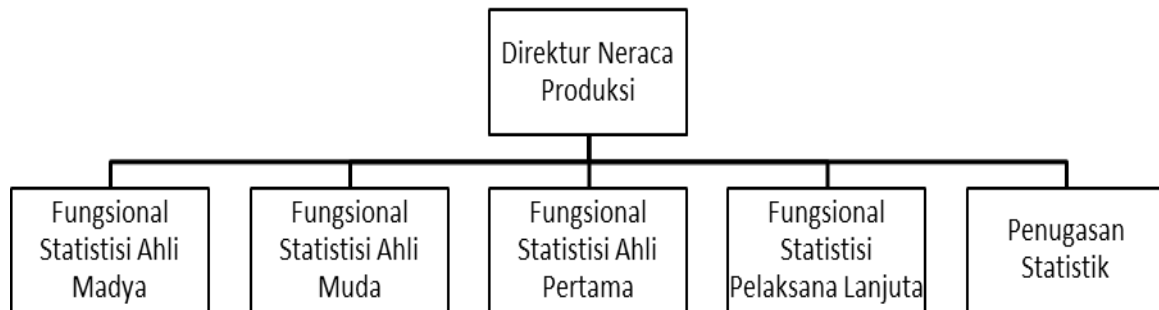 Direktur Neraca
Produksi
Fungsional
Statistisi Ahli
Madya
Fungsional
Statistisi Ahli
Muda
Fungsional
Statistisi Ahli
Pertama
Fungsional
Statistisi
Pelaksana Lanjuta
Penugasan
Statistik